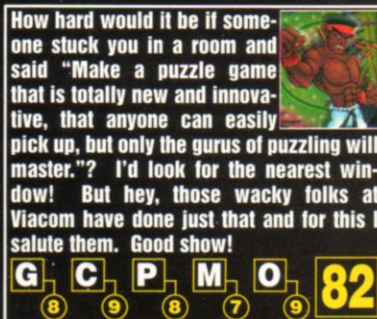 How hard would it be if some-
one stuck you in a room and
said "Make a puzzle game
that is totally new and innova-
tive, that anyone can easily
pick up, but only the gurus of puzzling will
master."? I'd look for the nearest win-
dow! But hey, those wacky folks at
Viacom have done just that and for this I
salute them. Good show!
G C P M O 82
8 9 8 7 9